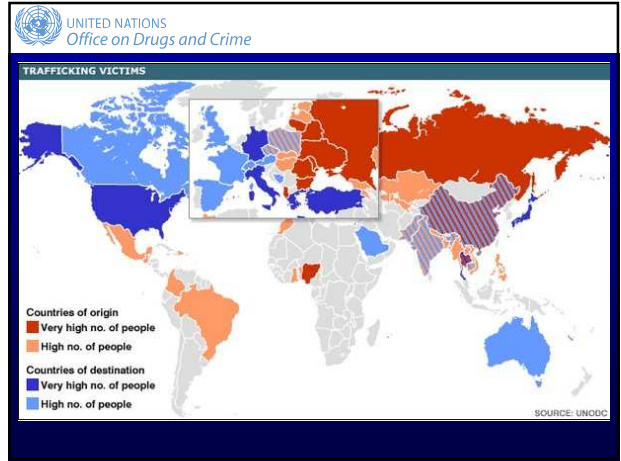 UNITED NATIONS
Office on Drugs and Crime
TRAFFICKING VICTIMS
Countries of origin
Very high no. of people
High no. of people
Countries of destination
Very high no. of people
High no. of people
SOURCE: UNODC